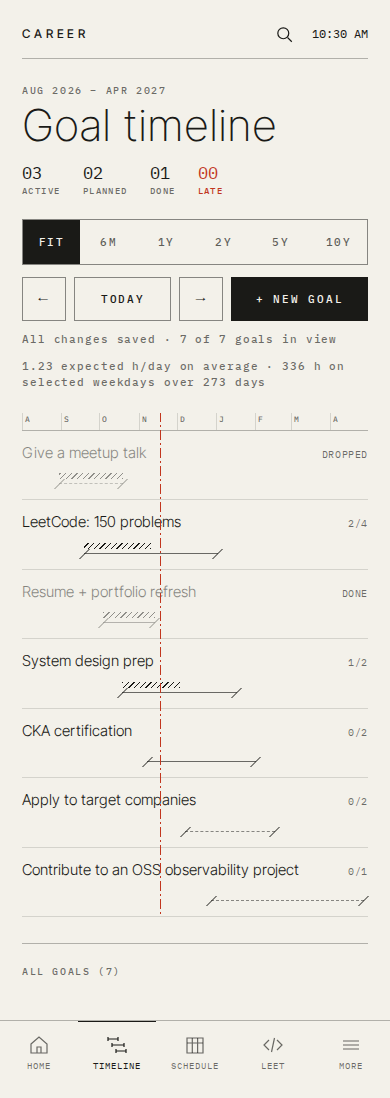 CAREER
10:30 AM
AUG 2026 – APR 2027
Goal timeline
03 02 01 00
ACTIVE PLANNED DONE LATE
FIT 6M 1Y 2Y 5Y 10Y
← TODAY → + NEW GOAL
All changes saved · 7 of 7 goals in view
1.23 expected h/day on average · 336 h on
selected weekdays over 273 days
A S O N D J F M A
Give a meetup talk DROPPED
LeetCode: 150 problems 2/4
Resume + portfolio refresh DONE
System design prep 1/2
CKA certification 0/2
Apply to target companies 0/2
Contribute to an OSS observability project 0/1
ALL GOALS (7)
HOME TIMELINE SCHEDULE LEET MORE